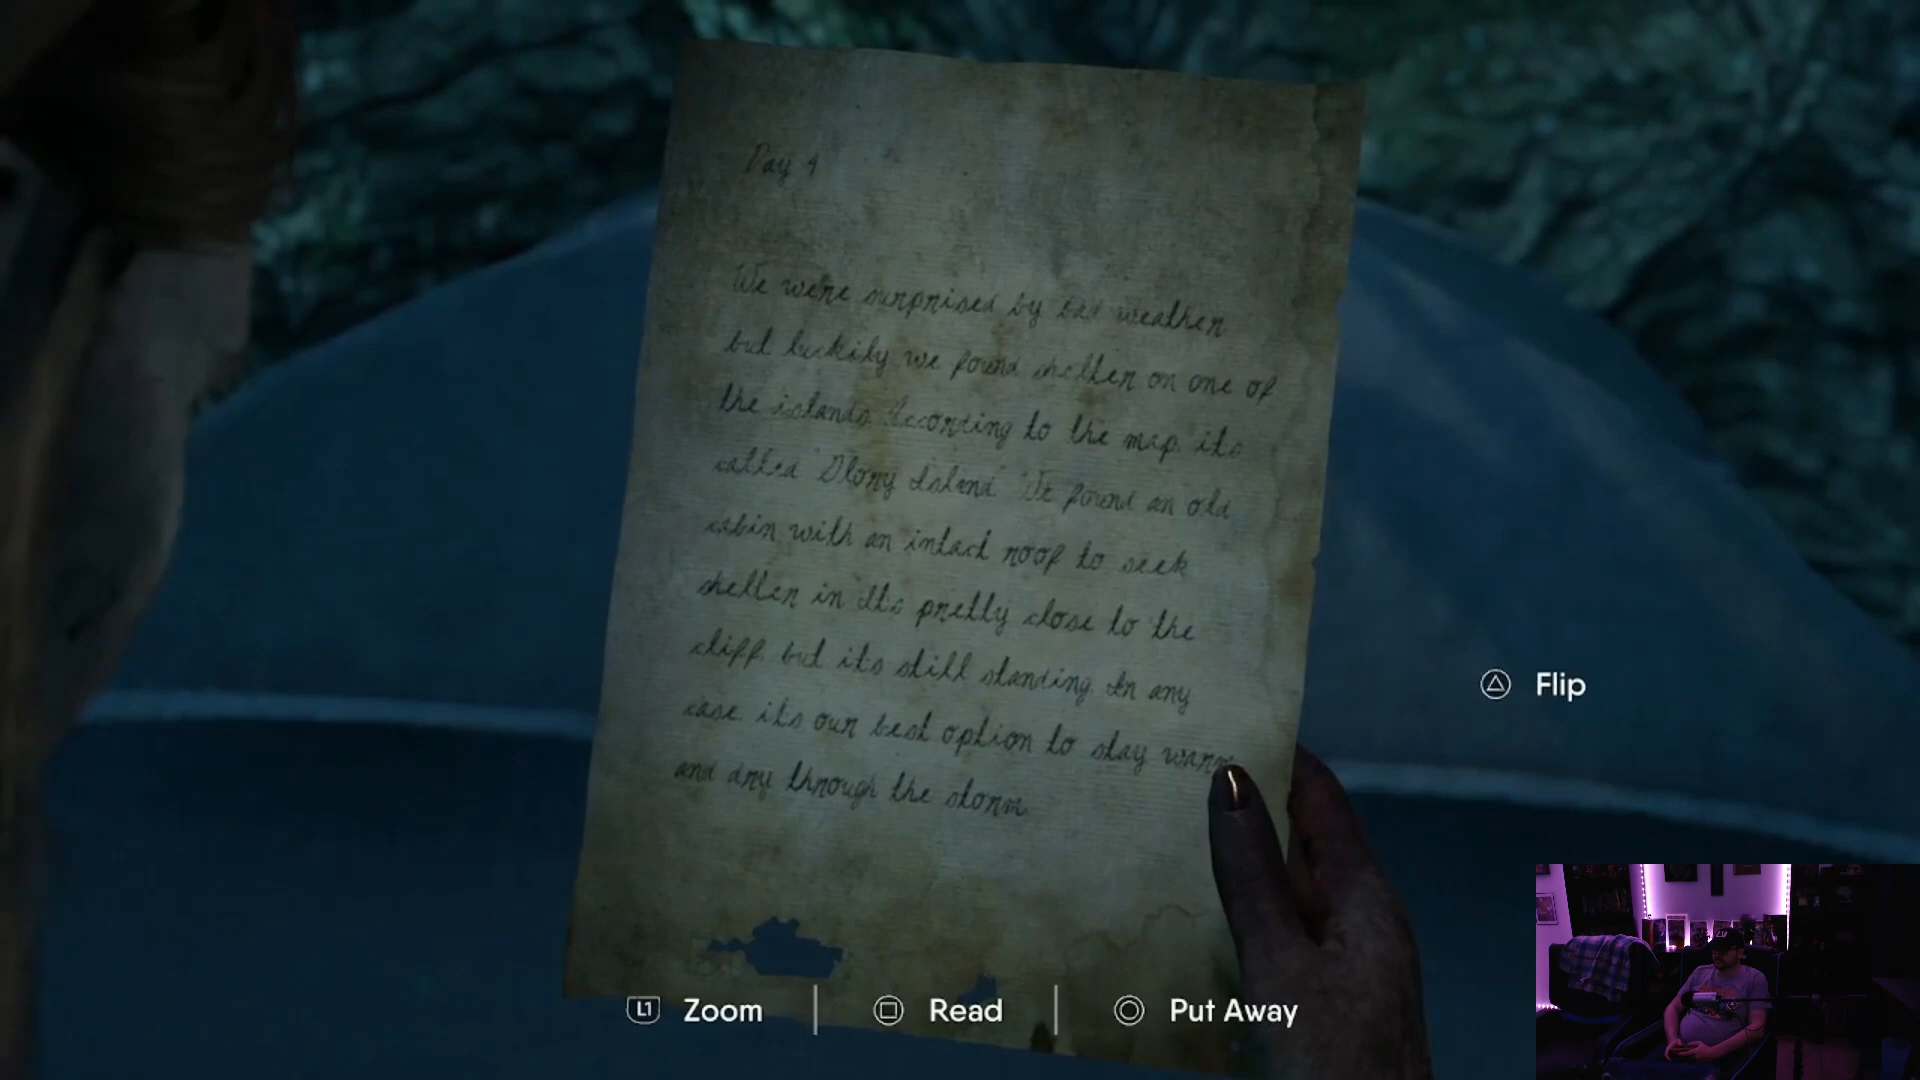 Day 4
We were surprised by bad weather
but luckily we found shelter on one of
the islands. According to the map, its
called "Glory Island." We found an old
cabin with an intact roof to seek
shelter in. Its pretty close to the
cliff, but its still standing. In any
case, its our best option to stay warm
and dry through the storm.
Flip
L1 Zoom | Read | Put Away